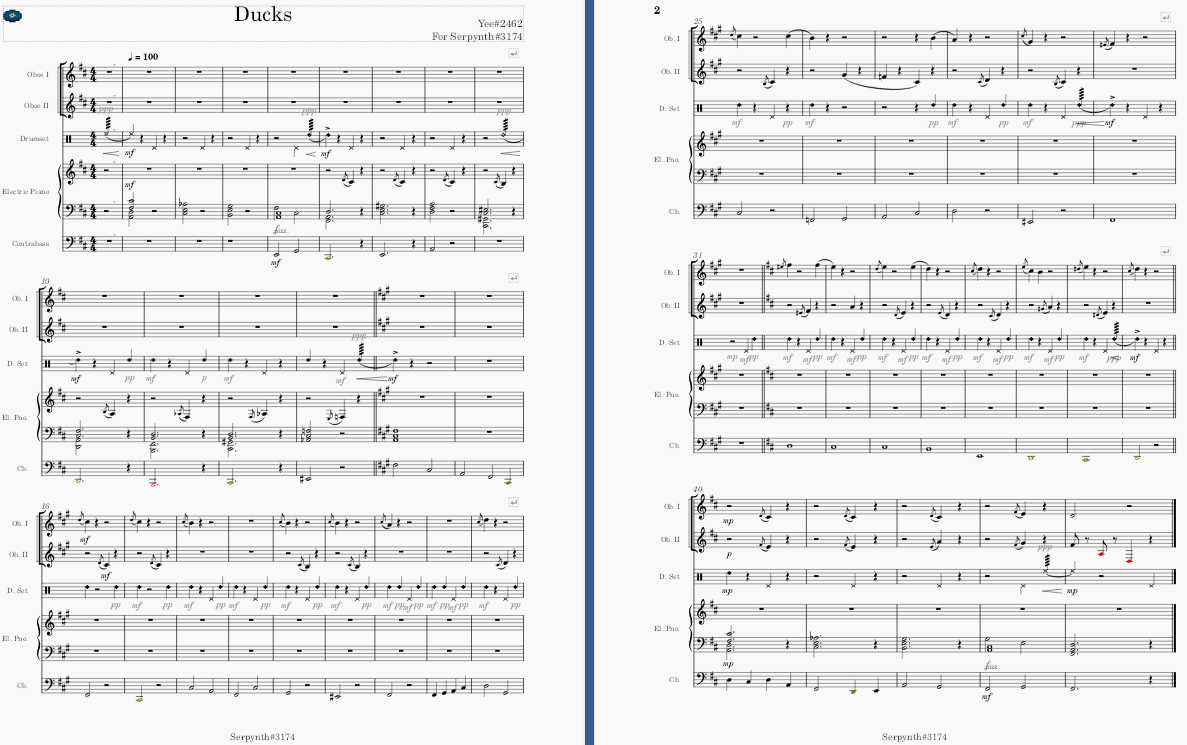 Ducks
Yee#2462
For Serpynth#3174
= 100
Oboe I
Oboe II
ppp
ppp
ppp
Drumset
mf
mf
mf
Electric Piano
Contrabass
mf
10
Ob. I
Ob. II
ppp
D. Set
mf
pp
mf
p
mf
mf
mf
El. Pno.
Cb.
16
Ob. I
mf
Ob. II
mf
D. Set
pp
mf
pp
mf
pp
mf
pp
mf
pp
mf
pp
mf
pp
mf
pp
mf
pp
mf
pp
El. Pno.
Cb.
Serpynth#3174
2
25
Ob. I
Ob. II
D. Set
mf
pp
mf
pp
mf
pp
mf
ppp
mf
El. Pno.
Cb.
31
Ob. I
Ob. II
D. Set
mp
mf
pp
mf
mf
pp
mf
mf
pp
mf
mf
pp
mf
mf
pp
mf
mf
pp
mf
mf
pp
mf
mf
El. Pno.
Cb.
40
Ob. I
mp
Ob. II
p
ppp
D. Set
mp
mp
El. Pno.
mp
Cb.
mf
Serpynth#3174